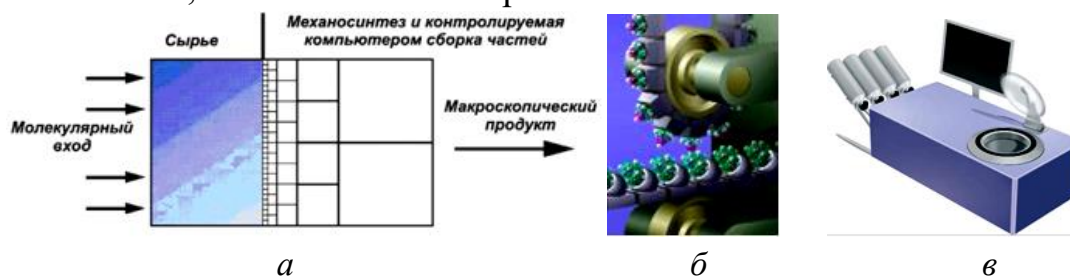 Сырье
Механосинтез и контролируемая
компьютером сборка частей
Молекулярный
вход
Макроскопический
продукт
а
б
в